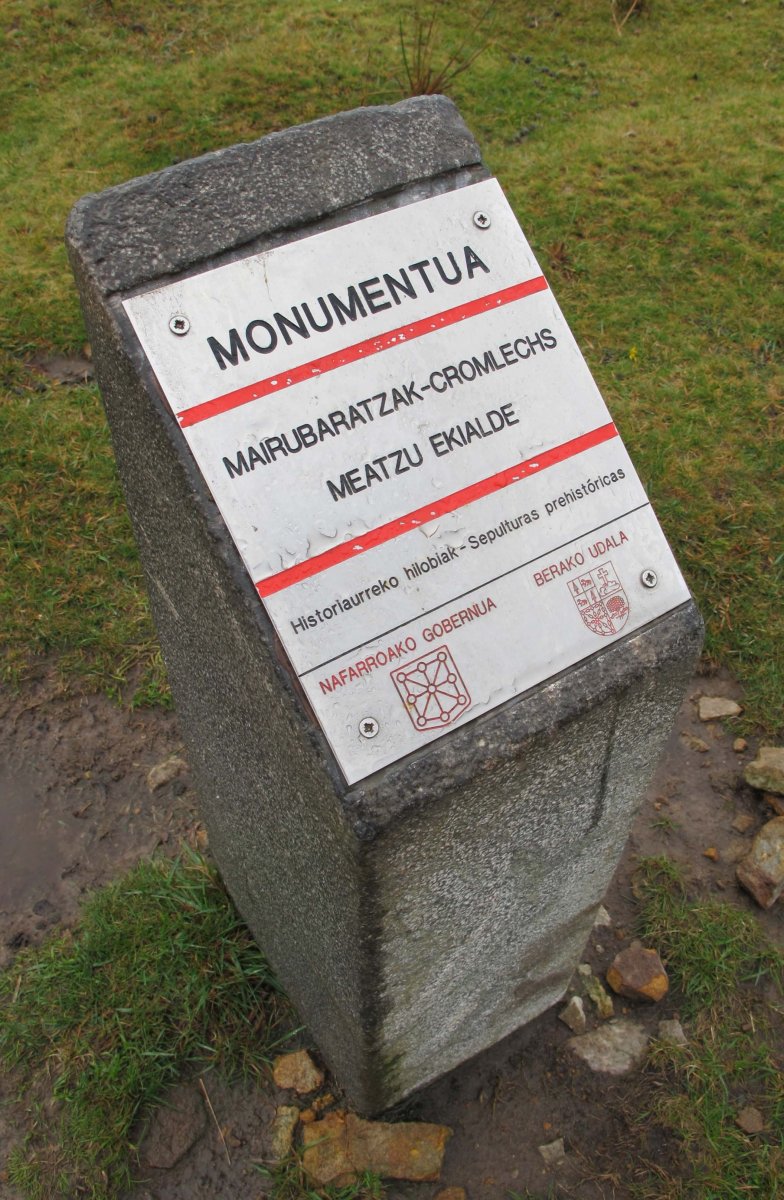 MONUMENTUA
MAIRUBARATZAK-CROMLECHS
MEATZU EKIALDE
Historiaurreko hilobiak-Sepulturas prehistóricas
NAFARROAKO GOBERNUA
BERAKO UDALA